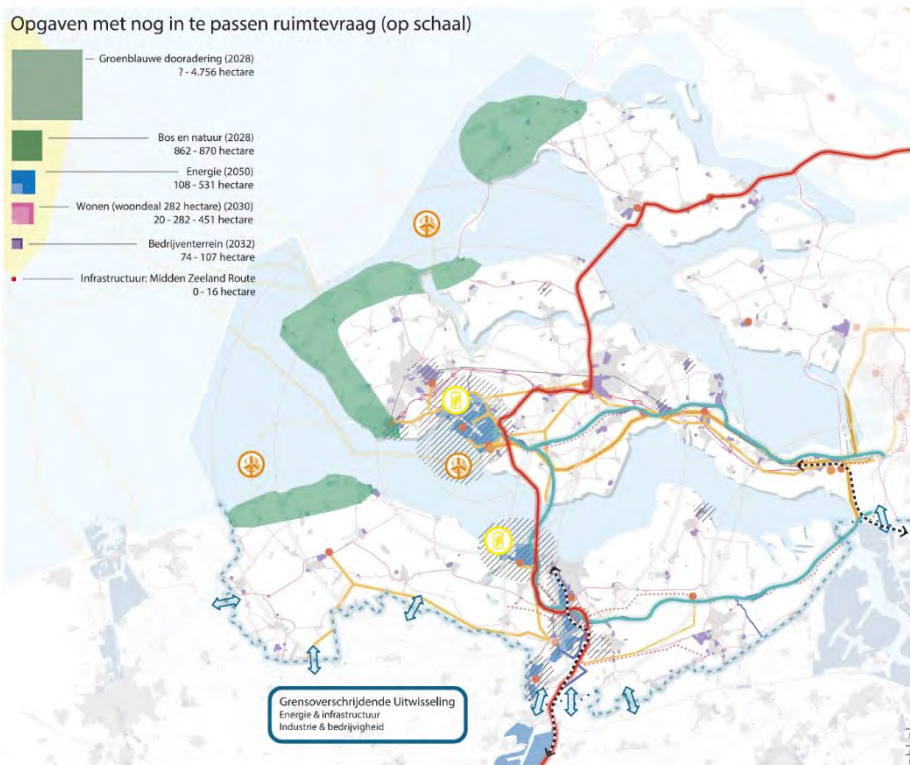 Opgaven met nog in te passen ruimtevraag (op schaal)
Groenblauwe dooradering (2028)
? - 4.756 hectare
Bos en natuur (2028)
862 - 870 hectare
Energie (2050)
108 - 531 hectare
Wonen (woondeal 282 hectare) (2030)
20 - 282 - 451 hectare
Bedrijventerrein (2032)
74 - 107 hectare
Infrastructuur: Midden Zeeland Route
0 - 16 hectare
Grensoverschrijdende Uitwisseling
Energie & infrastructuur
Industrie & bedrijvigheid